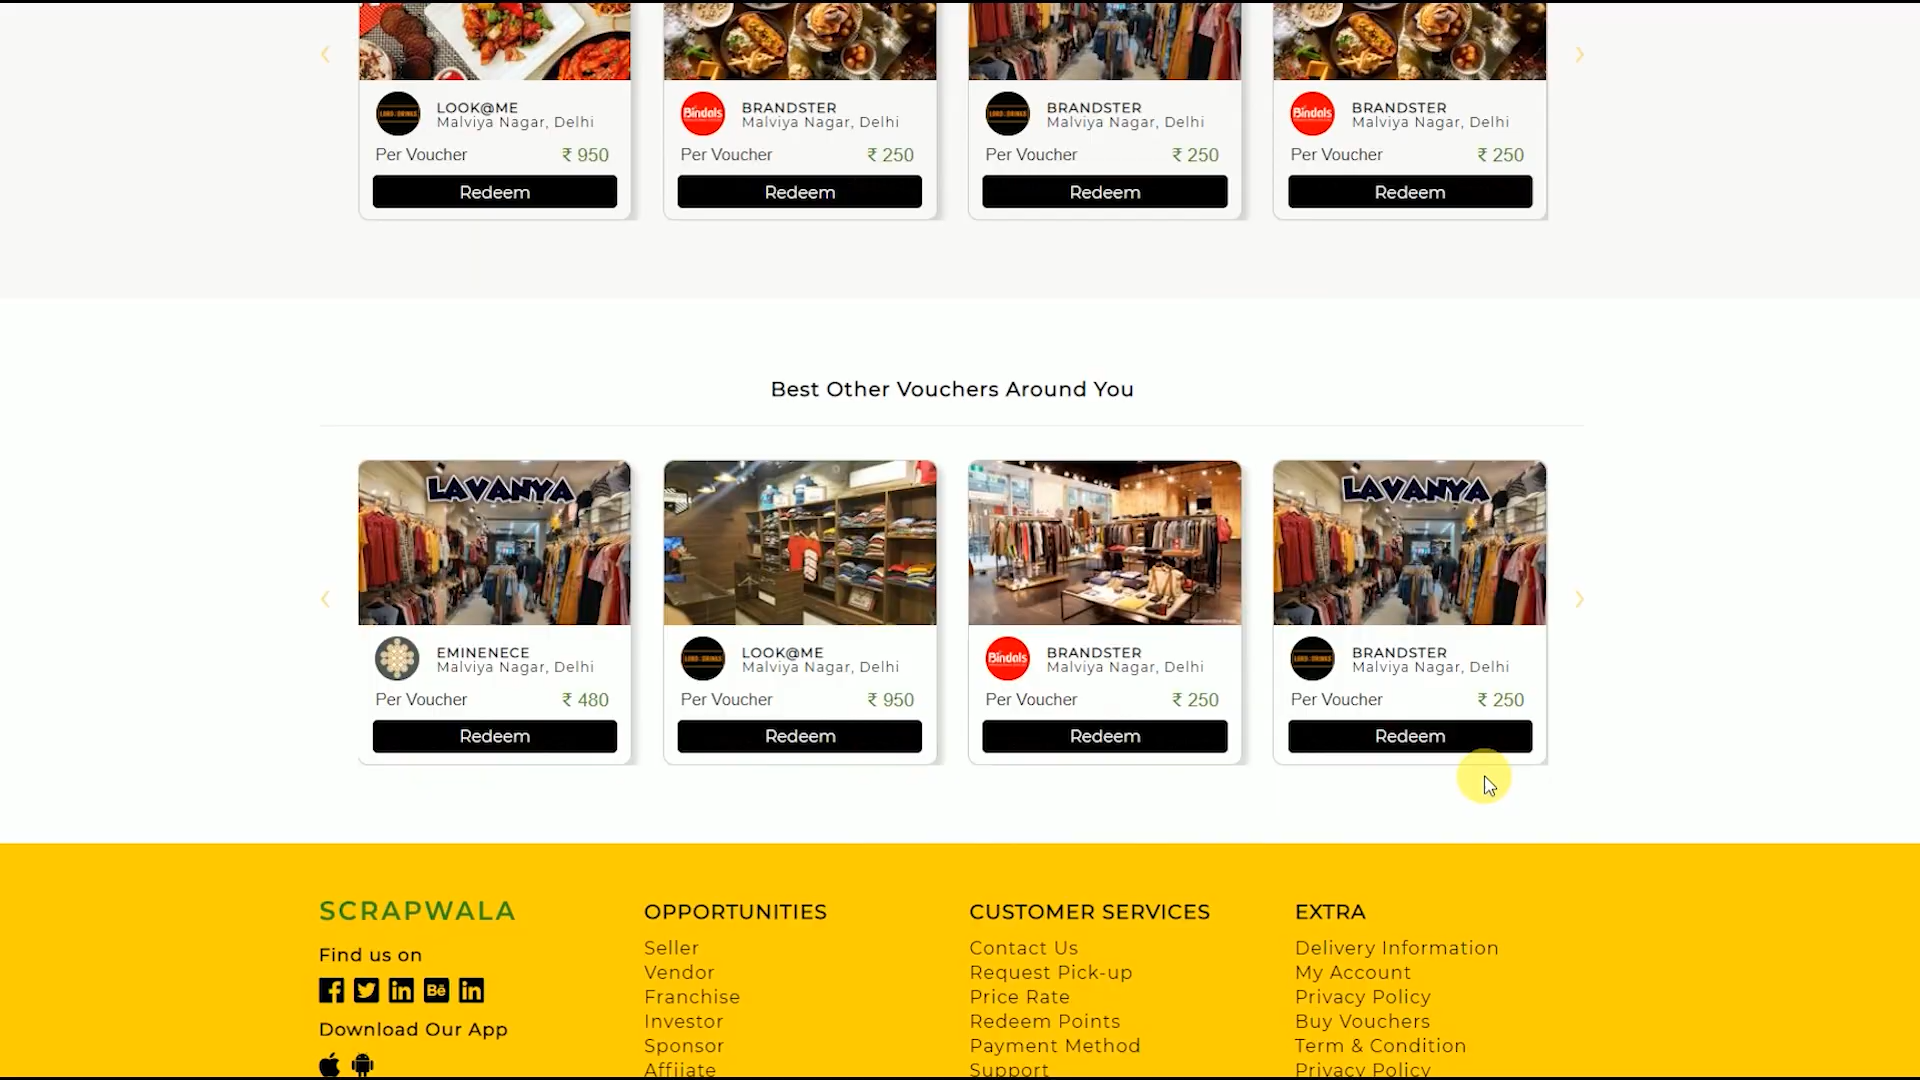 LOOK@ME
Malviya Nagar, Delhi
Per Voucher ₹ 950
Redeem
Bindals
BRANDSTER
Malviya Nagar, Delhi
Per Voucher ₹ 250
Redeem
BRANDSTER
Malviya Nagar, Delhi
Per Voucher ₹ 250
Redeem
Bindals
BRANDSTER
Malviya Nagar, Delhi
Per Voucher ₹ 250
Redeem
Best Other Vouchers Around You
LAVANYA
EMINENECE
Malviya Nagar, Delhi
Per Voucher ₹ 480
Redeem
LOOK@ME
Malviya Nagar, Delhi
Per Voucher ₹ 950
Redeem
Bindals
BRANDSTER
Malviya Nagar, Delhi
Per Voucher ₹ 250
Redeem
LAVANYA
BRANDSTER
Malviya Nagar, Delhi
Per Voucher ₹ 250
Redeem
SCRAPWALA
Find us on
Bē
Download Our App
OPPORTUNITIES
Seller
Vendor
Franchise
Investor
Sponsor
Affiiate
CUSTOMER SERVICES
Contact Us
Request Pick-up
Price Rate
Redeem Points
Payment Method
Support
EXTRA
Delivery Information
My Account
Privacy Policy
Buy Vouchers
Term & Condition
Privacy Policy